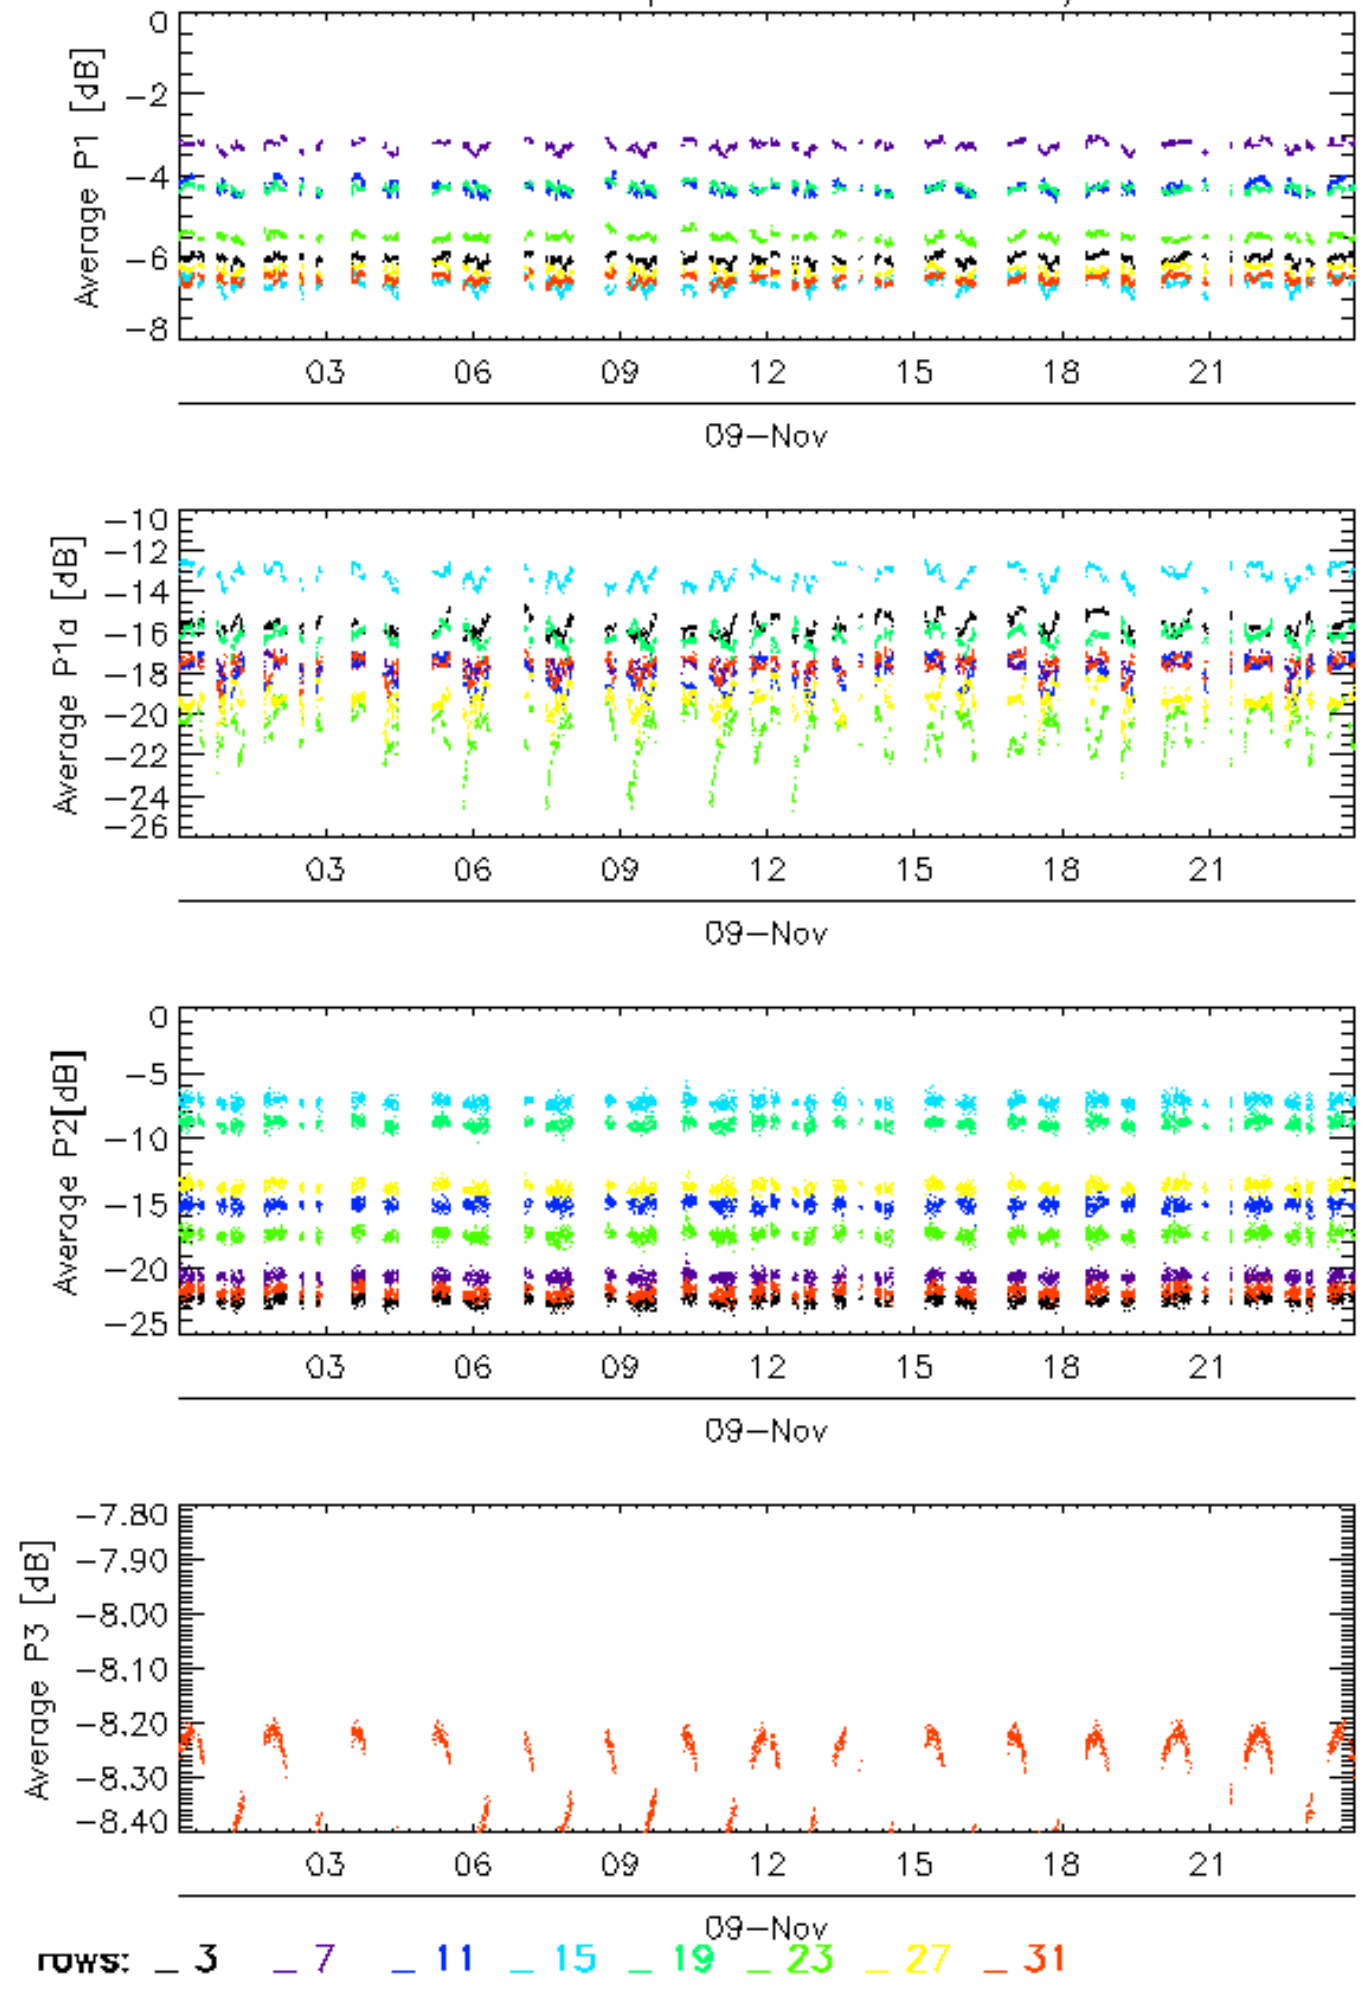 0
-2
-4
-6
-8
Average P1 [dB]
03 06 09 12 15 18 21
09-Nov
-10
-12
-14
-16
-18
-20
-22
-24
-26
Average P1a [dB]
03 06 09 12 15 18 21
09-Nov
0
-5
-10
-15
-20
-25
Average P2[dB]
03 06 09 12 15 18 21
09-Nov
-7.80
-7.90
-8.00
-8.10
-8.20
-8.30
-8.40
Average P3 [dB]
03 06 09 12 15 18 21
09-Nov
rows: _ 3 _ 7 _ 11 _ 15 _ 19 _ 23 _ 27 _ 31